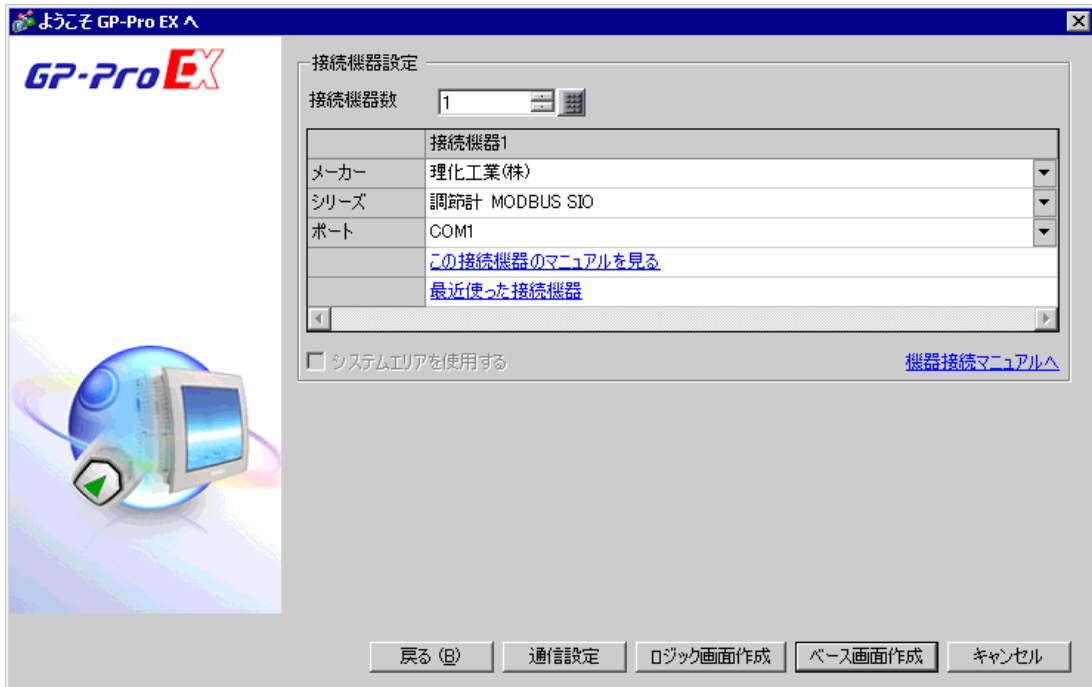 ようこそ GP-Pro EX へ
GP-Pro EX
接続機器設定
接続機器数 1
接続機器1
メーカー 理化工業(株)
シリーズ 調節計 MODBUS SIO
ポート COM1
この接続機器のマニュアルを見る
最近使った接続機器
システムエリアを使用する 機器接続マニュアルへ
戻る (B) 通信設定 ロジック画面作成 ベース画面作成 キャンセル